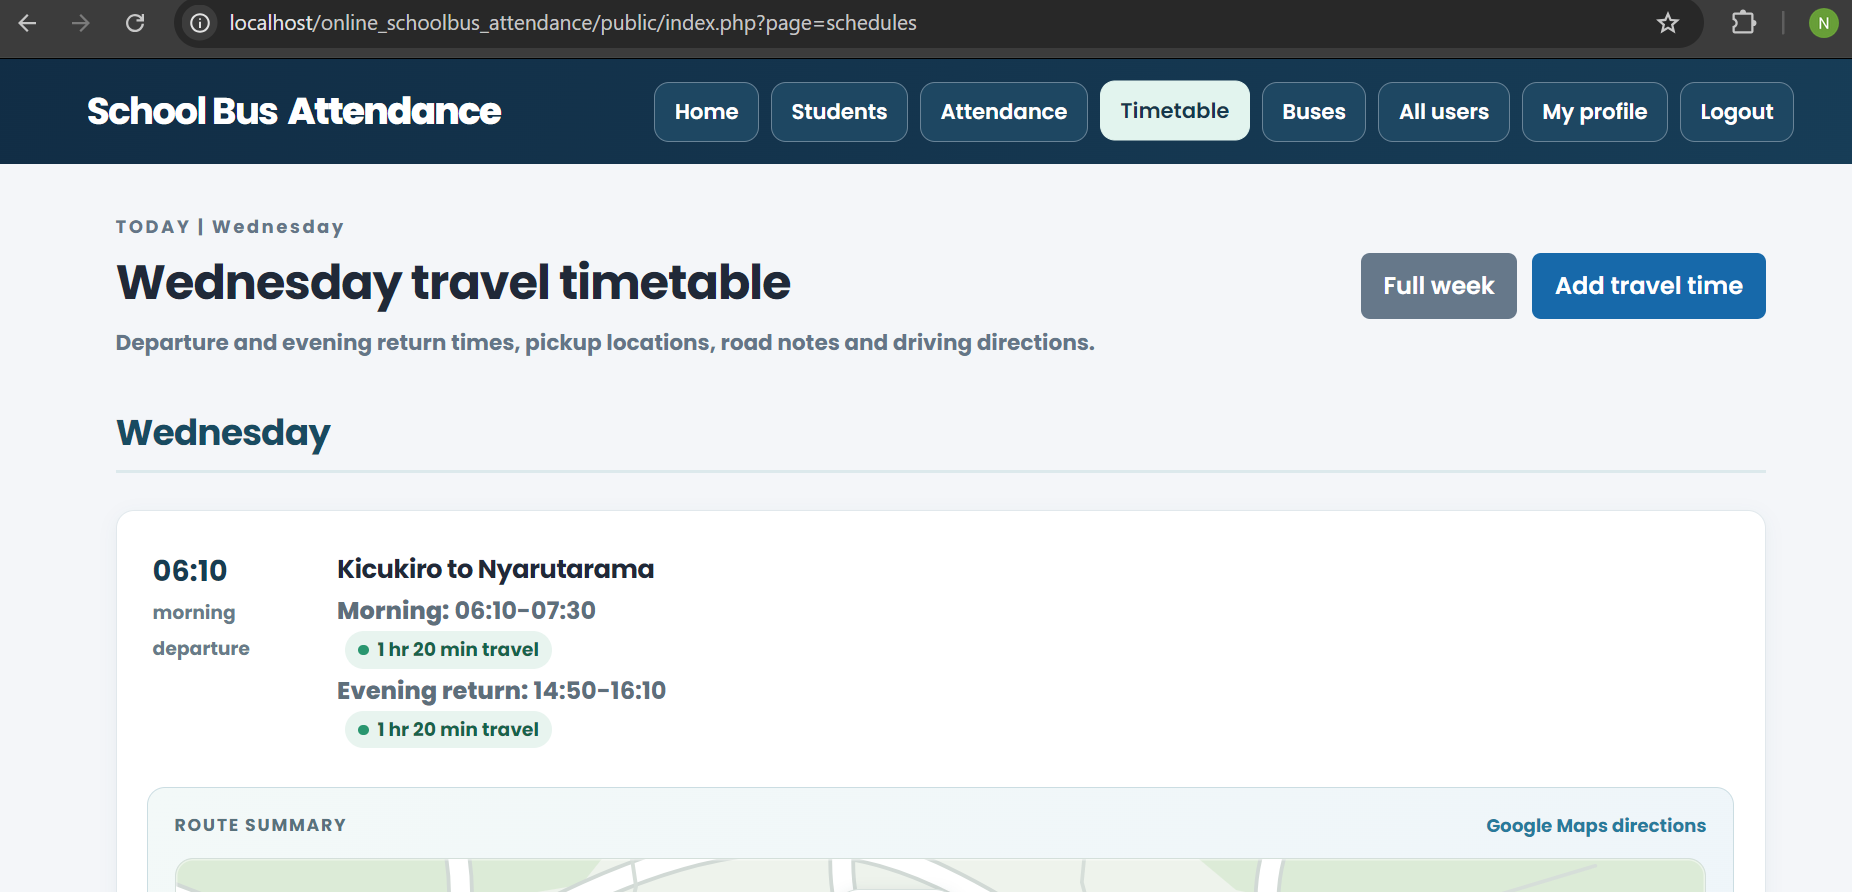 localhost/online_schoolbus_attendance/public/index.php?page=schedules
N
School Bus Attendance
Home
Students
Attendance
Timetable
Buses
All users
My profile
Logout
TODAY | Wednesday
Wednesday travel timetable
Full week
Add travel time
Departure and evening return times, pickup locations, road notes and driving directions.
Wednesday
06:10
morning
departure
Kicukiro to Nyarutarama
Morning: 06:10-07:30
1 hr 20 min travel
Evening return: 14:50-16:10
1 hr 20 min travel
ROUTE SUMMARY
Google Maps directions